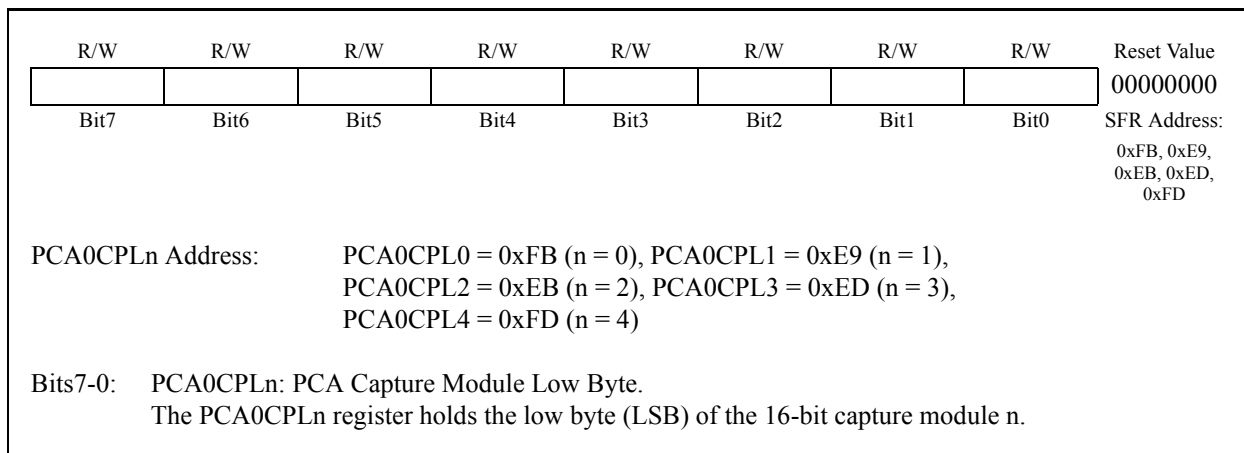 R/W R/W R/W R/W R/W R/W R/W R/W Reset Value
00000000
Bit7 Bit6 Bit5 Bit4 Bit3 Bit2 Bit1 Bit0 SFR Address:
0xFB, 0xE9,
0xEB, 0xED,
0xFD
PCA0CPLn Address: PCA0CPL0 = 0xFB (n = 0), PCA0CPL1 = 0xE9 (n = 1),
PCA0CPL2 = 0xEB (n = 2), PCA0CPL3 = 0xED (n = 3),
PCA0CPL4 = 0xFD (n = 4)
Bits7-0: PCA0CPLn: PCA Capture Module Low Byte.
The PCA0CPLn register holds the low byte (LSB) of the 16-bit capture module n.